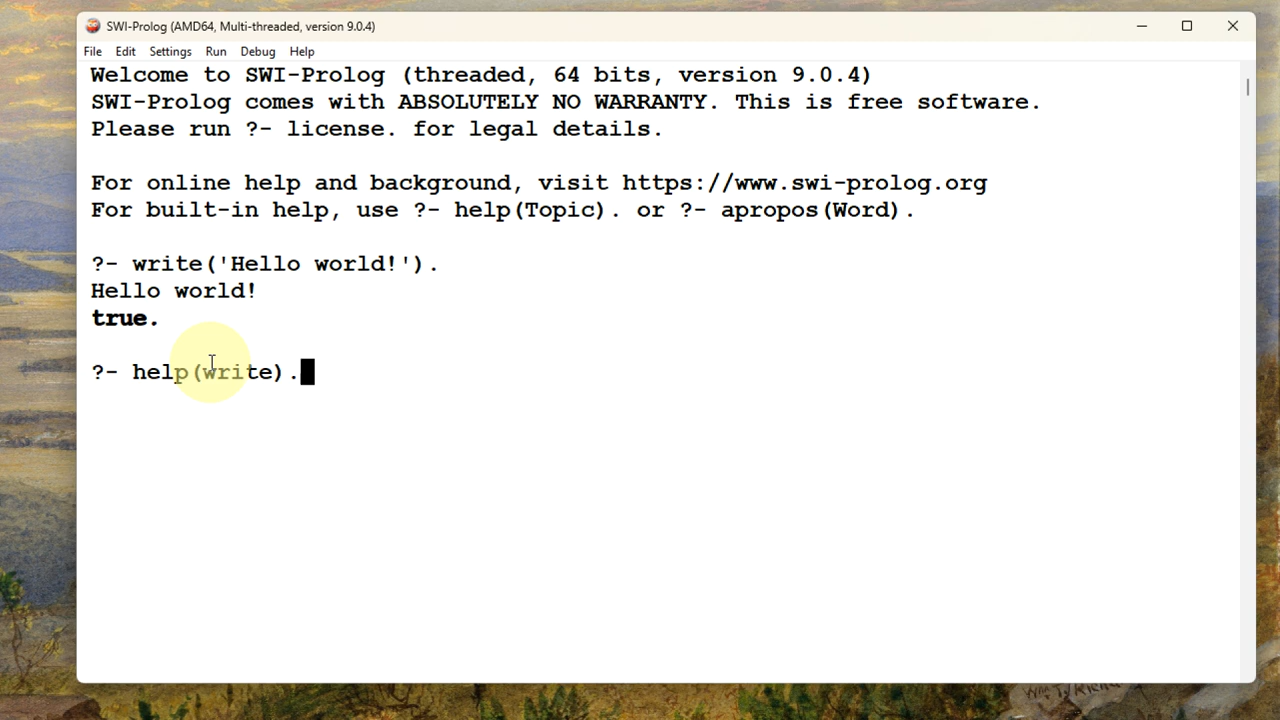 SWI-Prolog (AMD64, Multi-threaded, version 9.0.4)
File Edit Settings Run Debug Help
Welcome to SWI-Prolog (threaded, 64 bits, version 9.0.4)
SWI-Prolog comes with ABSOLUTELY NO WARRANTY. This is free software.
Please run ?- license. for legal details.
For online help and background, visit https://www.swi-prolog.org
For built-in help, use ?- help(Topic). or ?- apropos(Word).
?- write('Hello world!').
Hello world!
true.
?- help(write).